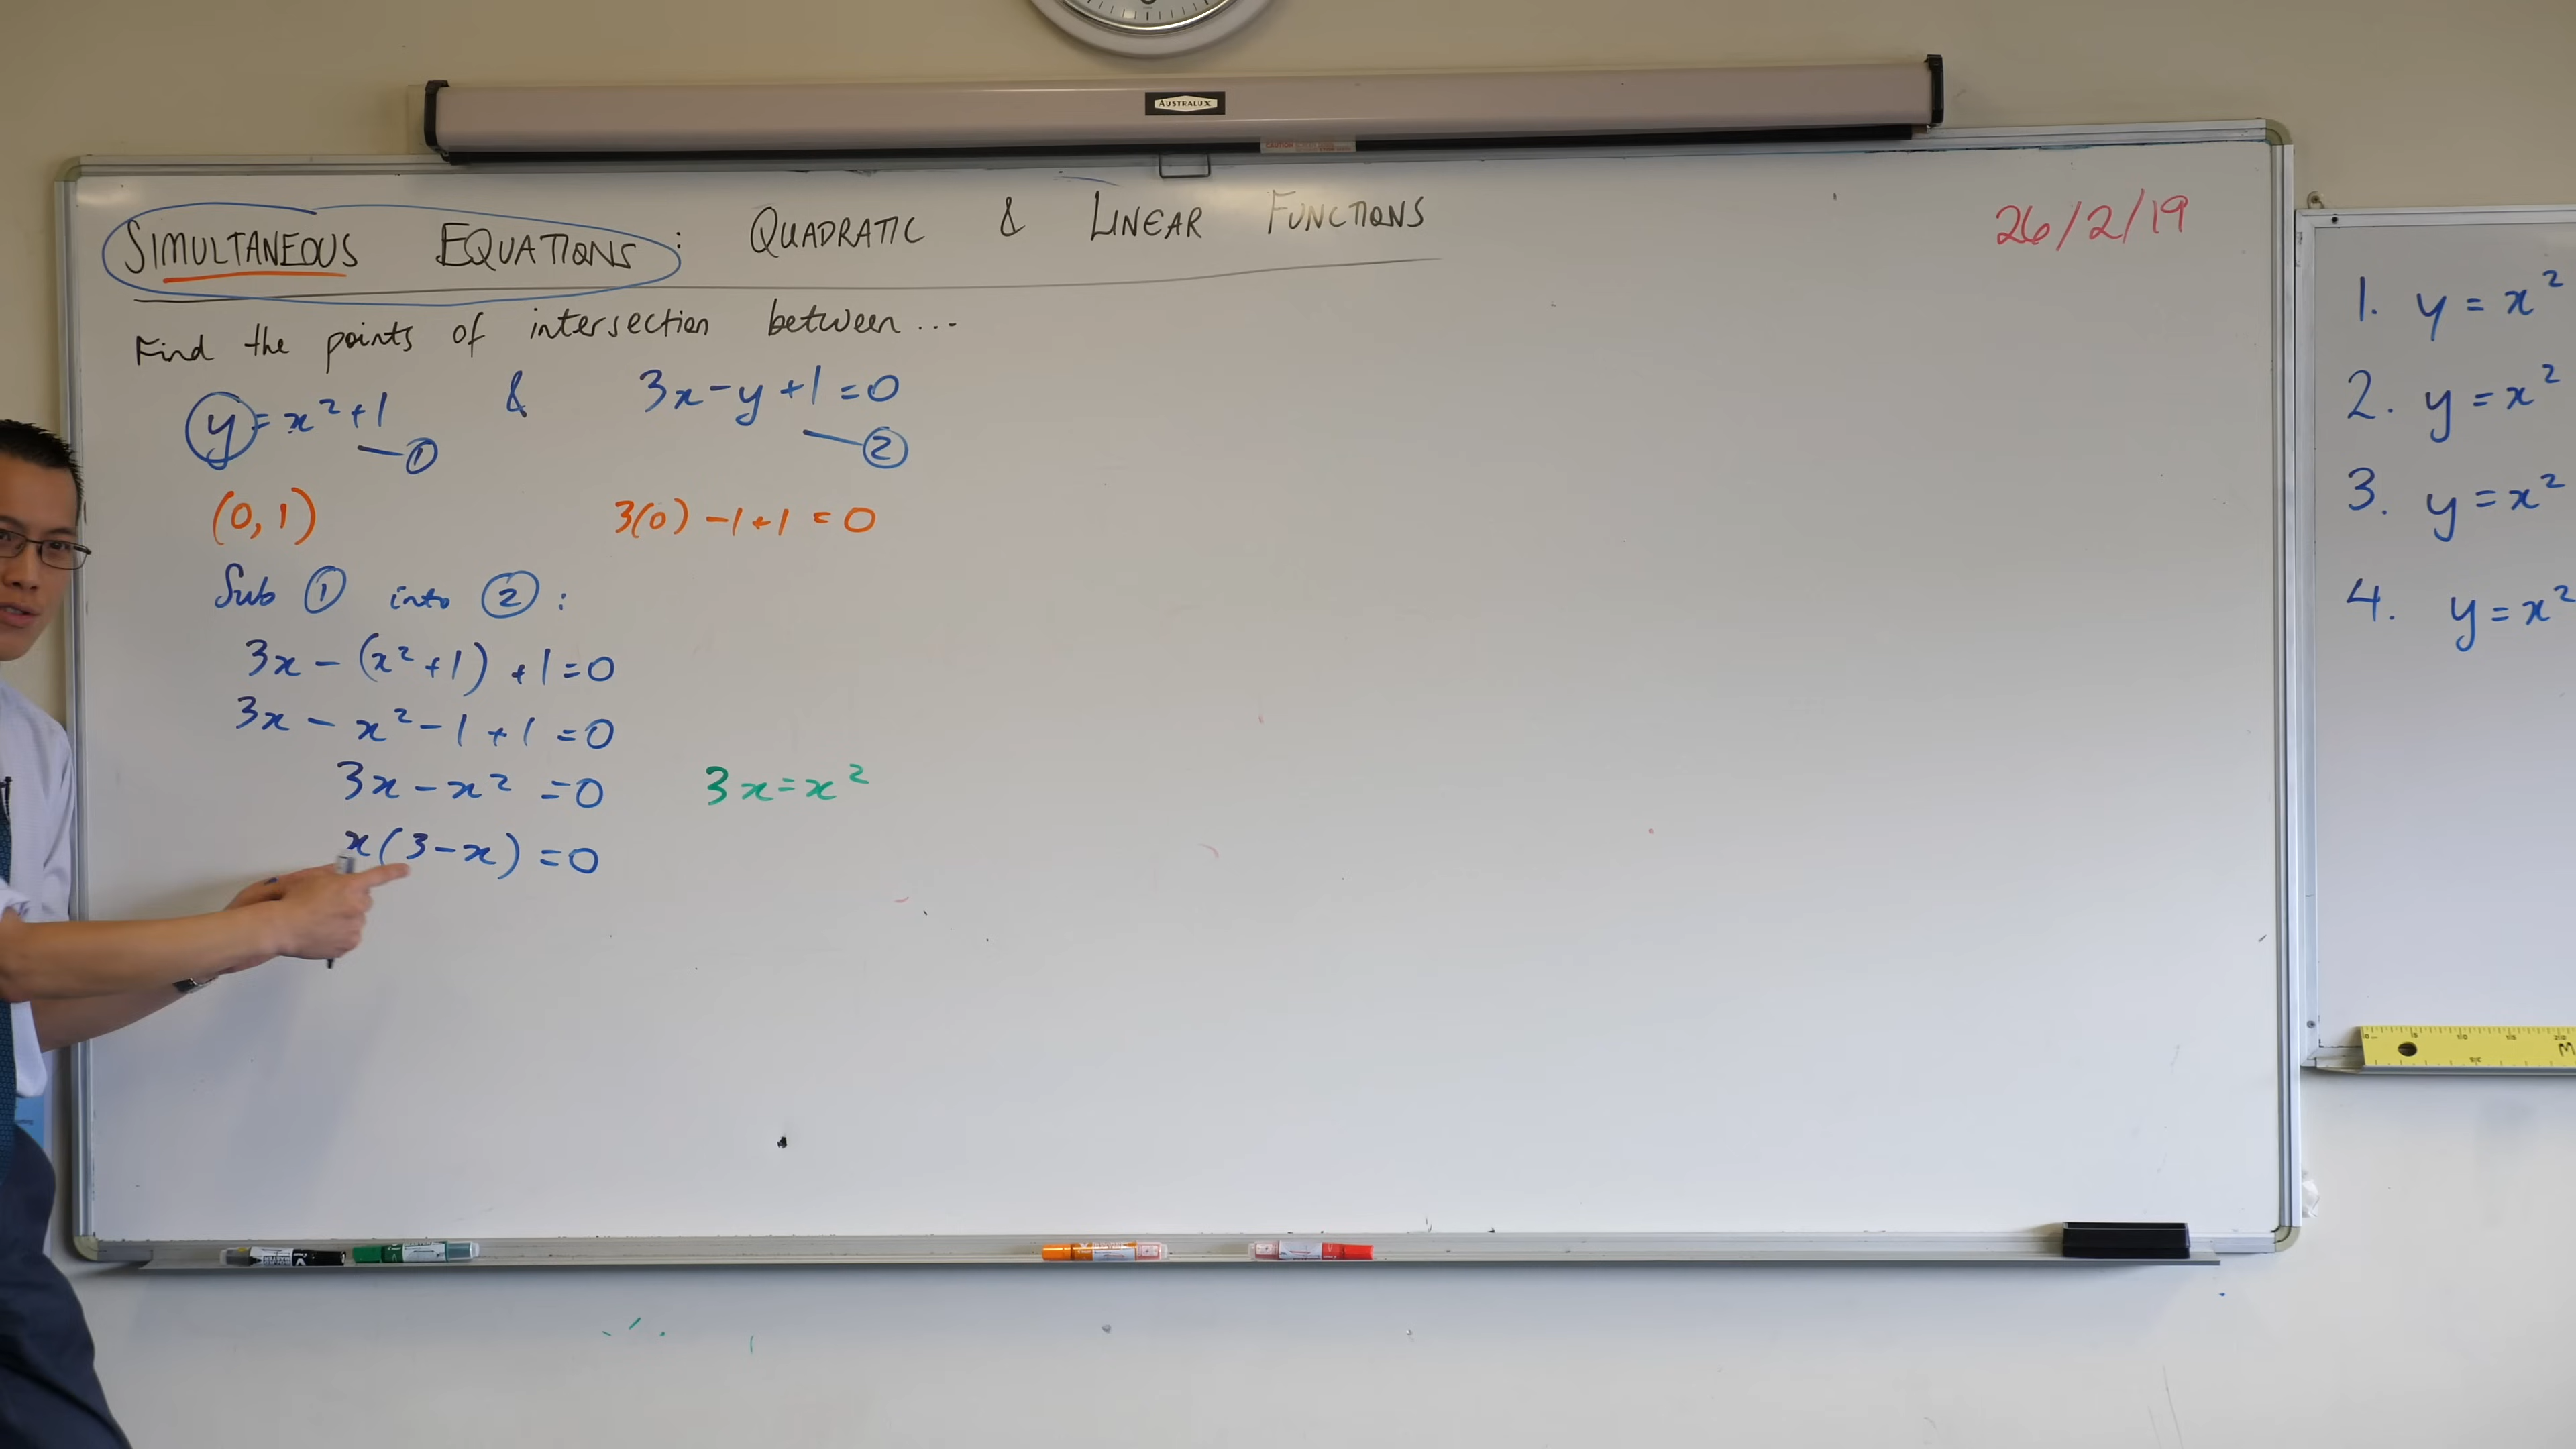 AUSTRALUX
CAUTION
SIMULTANEOUS EQUATIONS : QUADRATIC & LINEAR FUNCTIONS
26/2/19
Find the points of intersection between...
y = x² + 1 & 3x - y + 1 = 0
① ②
(0, 1) 3(0) - 1 + 1 = 0
Sub ① into ② :
3x - (x² + 1) + 1 = 0
3x - x² - 1 + 1 = 0
3x - x² = 0 3x = x²
x(3 - x) = 0
1. y = x²
2. y = x²
3. y = x²
4. y = x²